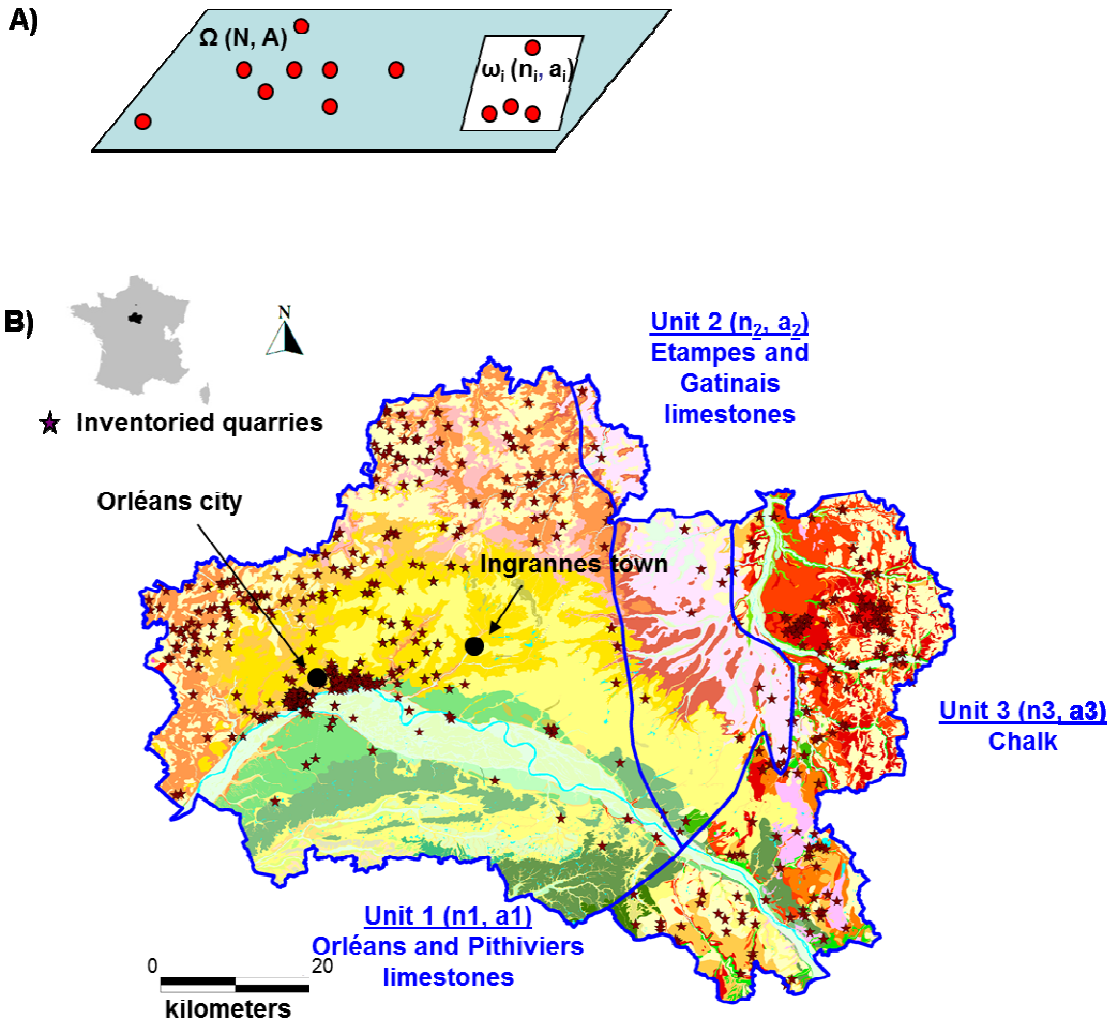 A)
Ω (N, A)
ωi (ni, ai)
B)
N
Unit 2 (n2, a2)
Etampes and
Gatinais
limestones
Inventoried quarries
Orléans city
Ingrannes town
Unit 3 (n3, a3)
Chalk
Unit 1 (n1, a1)
Orléans and Pithiviers
limestones
0 20
kilometers